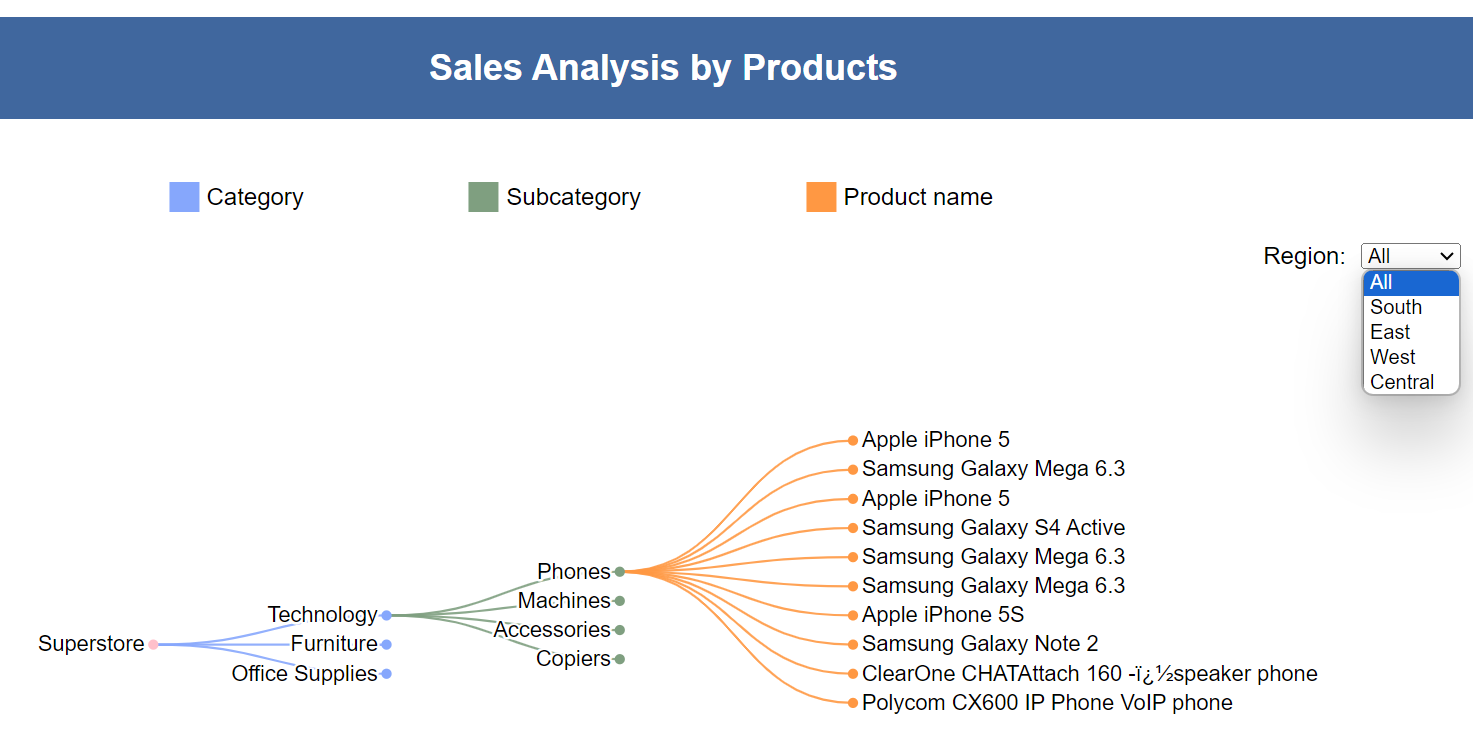 Sales Analysis by Products
Category
Subcategory
Product name
Region: All
All
South
East
West
Central
Apple iPhone 5
Samsung Galaxy Mega 6.3
Apple iPhone 5
Samsung Galaxy S4 Active
Samsung Galaxy Mega 6.3
Phones
Samsung Galaxy Mega 6.3
Machines
Technology
Accessories
Apple iPhone 5S
Superstore
Furniture
Copiers
Samsung Galaxy Note 2
Office Supplies
ClearOne CHATAttach 160 -ï¿½speaker phone
Polycom CX600 IP Phone VoIP phone